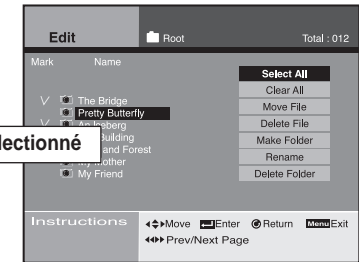 Edit
Root
Total : 012
Mark Name
Select All
Clear All
Move File
Delete File
Make Folder
Rename
Delete Folder
The Bridge
Pretty Butterfly
An Iceberg
Building
and Forest
My Mother
My Friend
lectionné
Instructions
Move Enter Return Menu Exit
Prev/Next Page